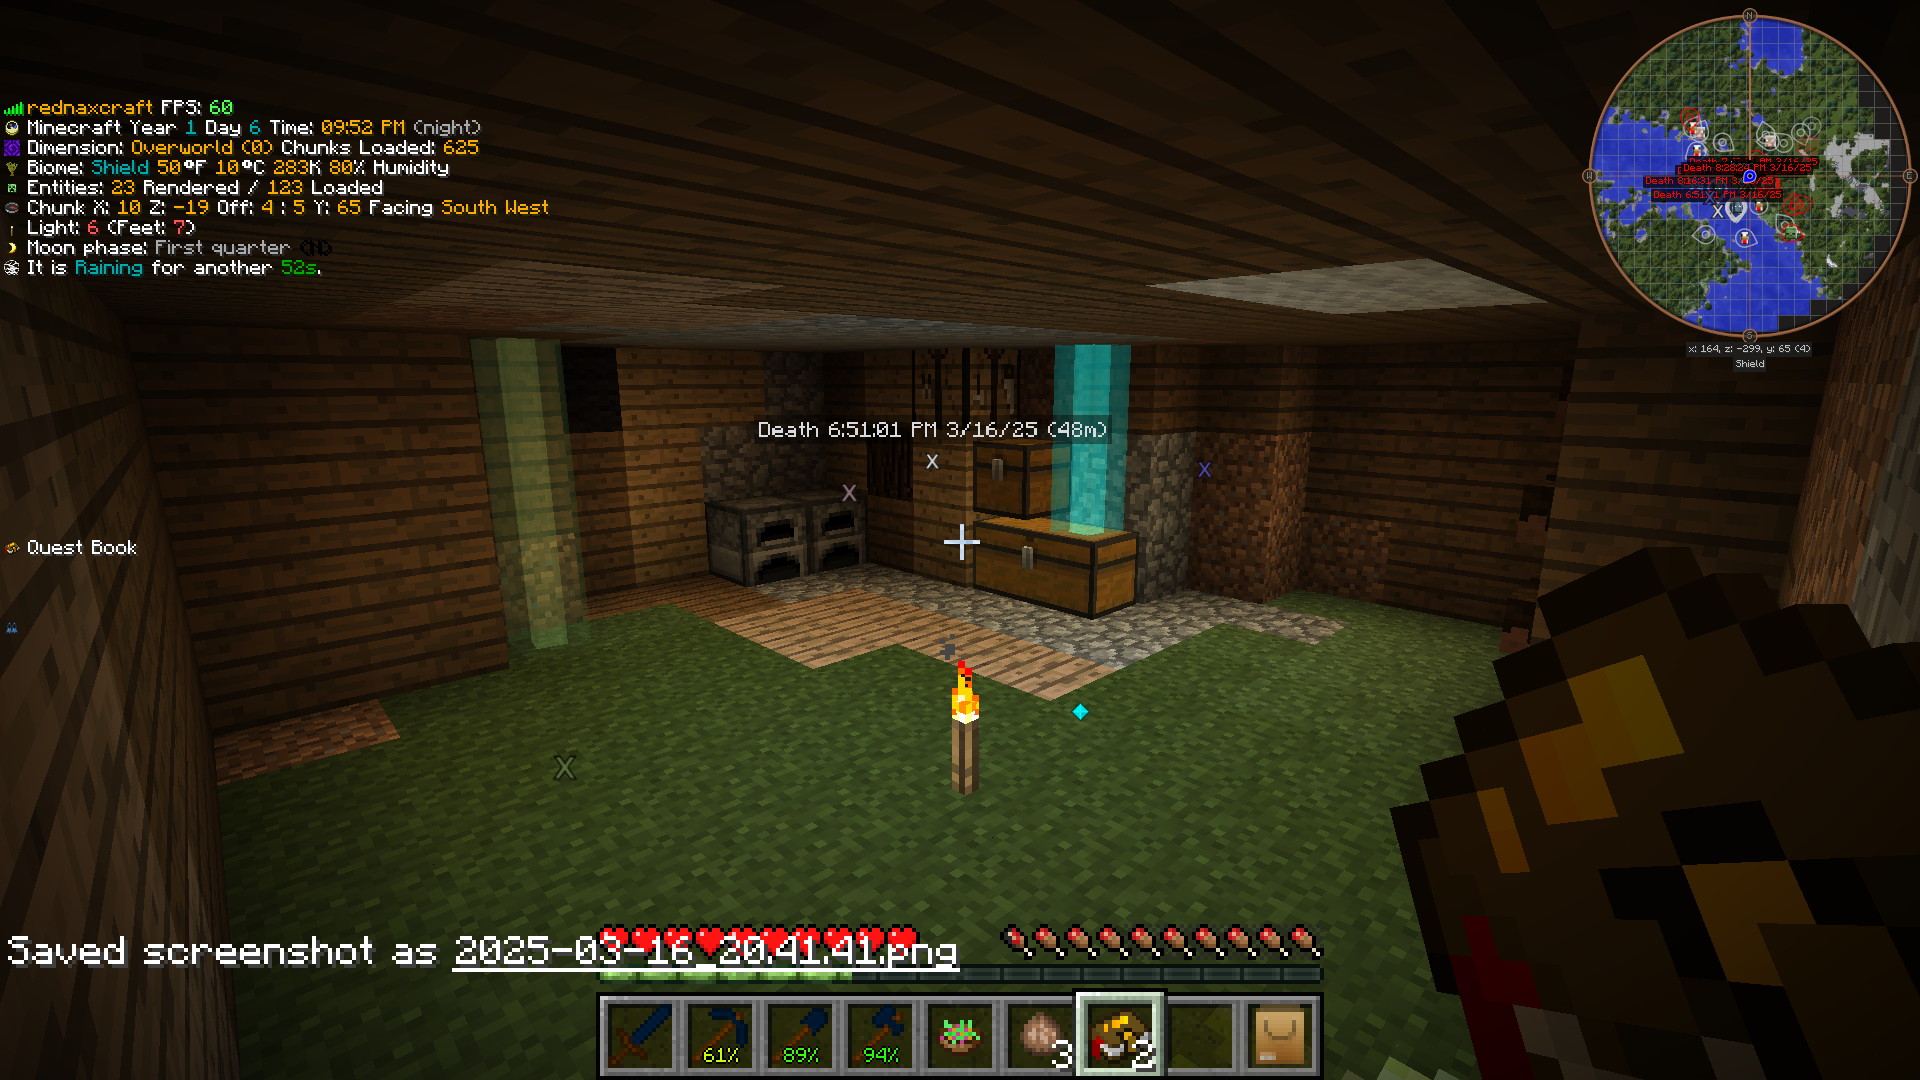 rednaxcraft FPS: 60
Minecraft Year 1 Day 6 Time: 09:52 PM (night)
Dimension: Overworld (0) Chunks Loaded: 625
Biome: Shield 50ºF 10ºC 283K 80% Humidity
Entities: 23 Rendered / 123 Loaded
Chunk X: 10 Z: -19 Off: 4 : 5 Y: 65 Facing South West
Light: 6 (Feet: 7)
Moon phase: First quarter
It is Raining for another 52s.
N
W
E
S
x: 164, z: -299, y: 65 (4)
Shield
Death 6:51:01 PM 3/16/25 (48m)
X
X
X
Quest Book
X
Saved screenshot as 2025-03-16_20.41.41.png
61%
89%
94%
3
2